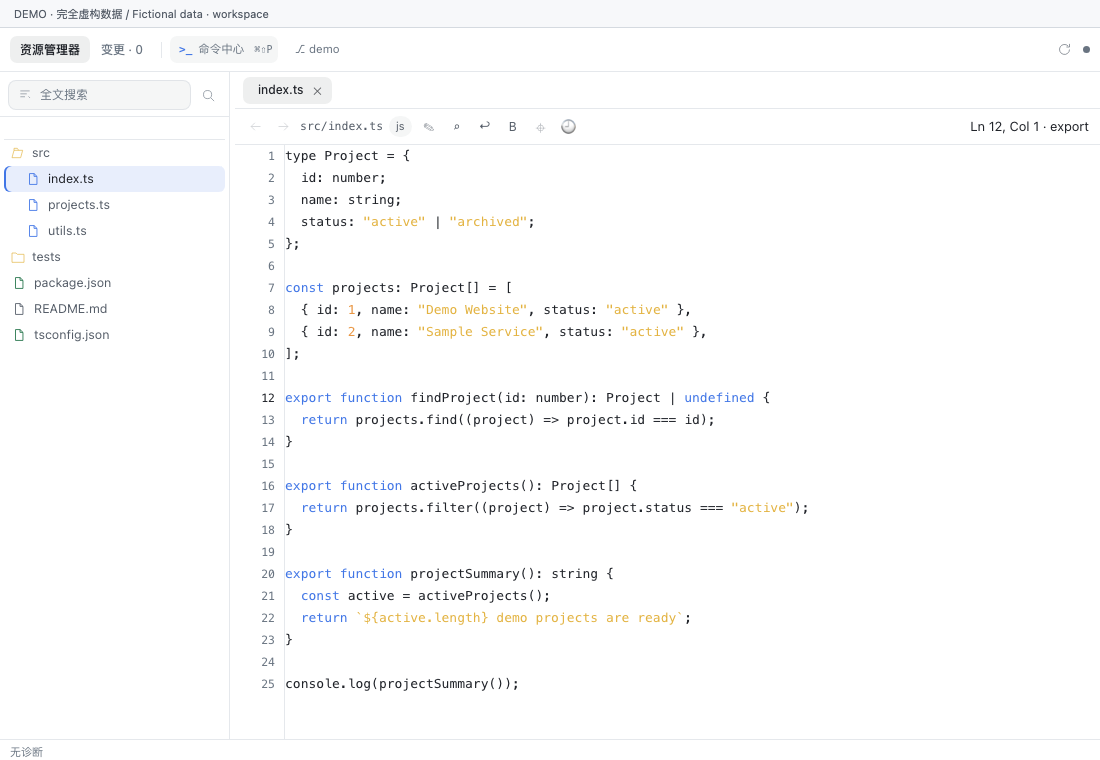 DEMO · 完全虚构数据 / Fictional data · workspace
资源管理器 变更 · 0 >_ 命令中心 ⌘⇧P demo
全文搜索
index.ts
src/index.ts js B Ln 12, Col 1 · export
src
index.ts
projects.ts
utils.ts
tests
package.json
README.md
tsconfig.json
1 type Project = {
2   id: number;
3   name: string;
4   status: "active" | "archived";
5 };
6
7 const projects: Project[] = [
8   { id: 1, name: "Demo Website", status: "active" },
9   { id: 2, name: "Sample Service", status: "active" },
10 ];
11
12 export function findProject(id: number): Project | undefined {
13   return projects.find((project) => project.id === id);
14 }
15
16 export function activeProjects(): Project[] {
17   return projects.filter((project) => project.status === "active");
18 }
19
20 export function projectSummary(): string {
21   const active = activeProjects();
22   return `${active.length} demo projects are ready`;
23 }
24
25 console.log(projectSummary());
无诊断